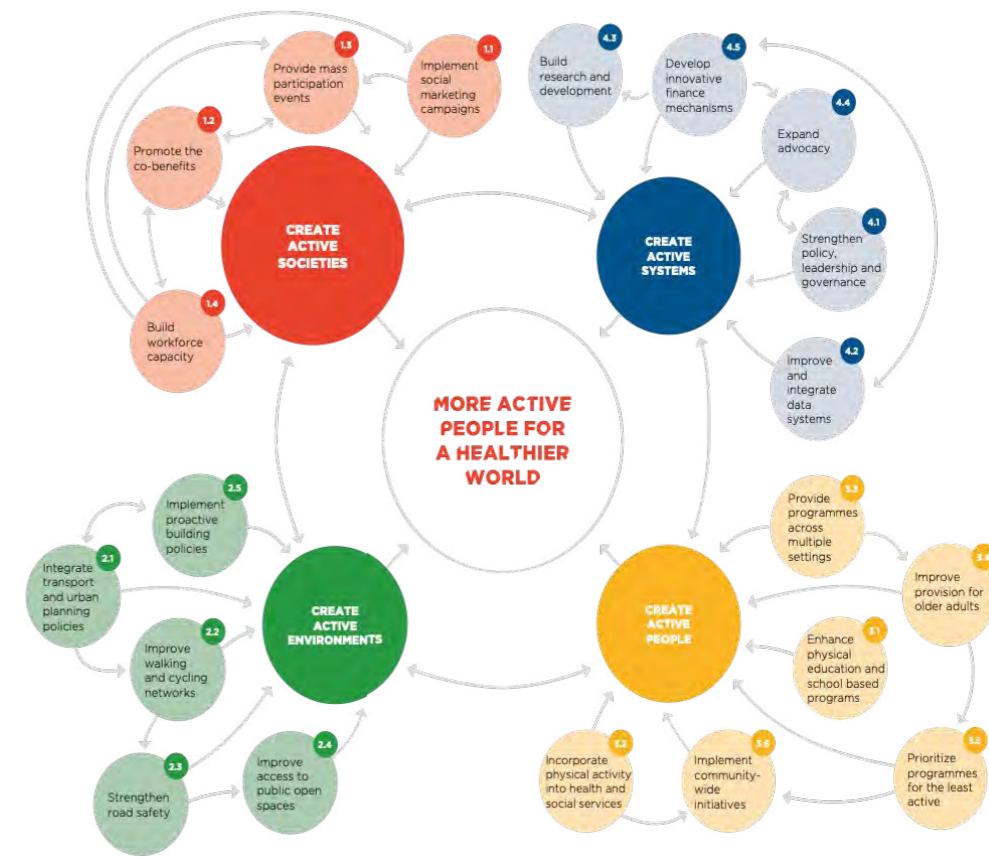 1.3
Provide mass
participation
events
1.1
Implement
social
marketing
campaigns
1.2
Promote the
co-benefits
1.4
Build
workforce
capacity
CREATE
ACTIVE
SOCIETIES
4.3
Build
research and
development
4.5
Develop
innovative
finance
mechanisms
4.4
Expand
advocacy
4.1
Strengthen
policy,
leadership and
governance
4.2
Improve
and
integrate
data
systems
CREATE
ACTIVE
SYSTEMS
MORE ACTIVE
PEOPLE FOR
A HEALTHIER
WORLD
2.5
Implement
proactive
building
policies
2.1
Integrate
transport
and urban
planning
policies
2.2
Improve
walking
and cycling
networks
2.3
Strengthen
road safety
2.4
Improve
access to
public open
spaces
CREATE
ACTIVE
ENVIRONMENTS
3.3
Provide
programmes
across
multiple
settings
3.4
Improve
provision for
older adults
3.1
Enhance
physical
education and
school based
programs
Prioritize
programmes
for the least
active
3.2
Incorporate
physical activity
into health and
social services
Implement
community-
wide
initiatives
CREATE
ACTIVE
PEOPLE